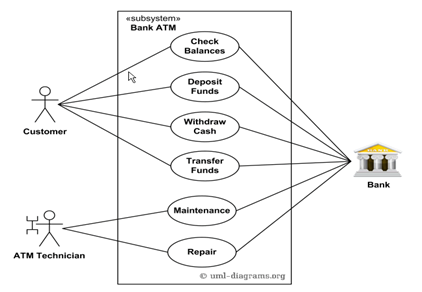 «subsystem»
Bank ATM
Check
Balances
Deposit
Funds
Customer
Withdraw
Cash
Transfer
Funds
Bank
Maintenance
ATM Technician
Repair
© uml-diagrams.org